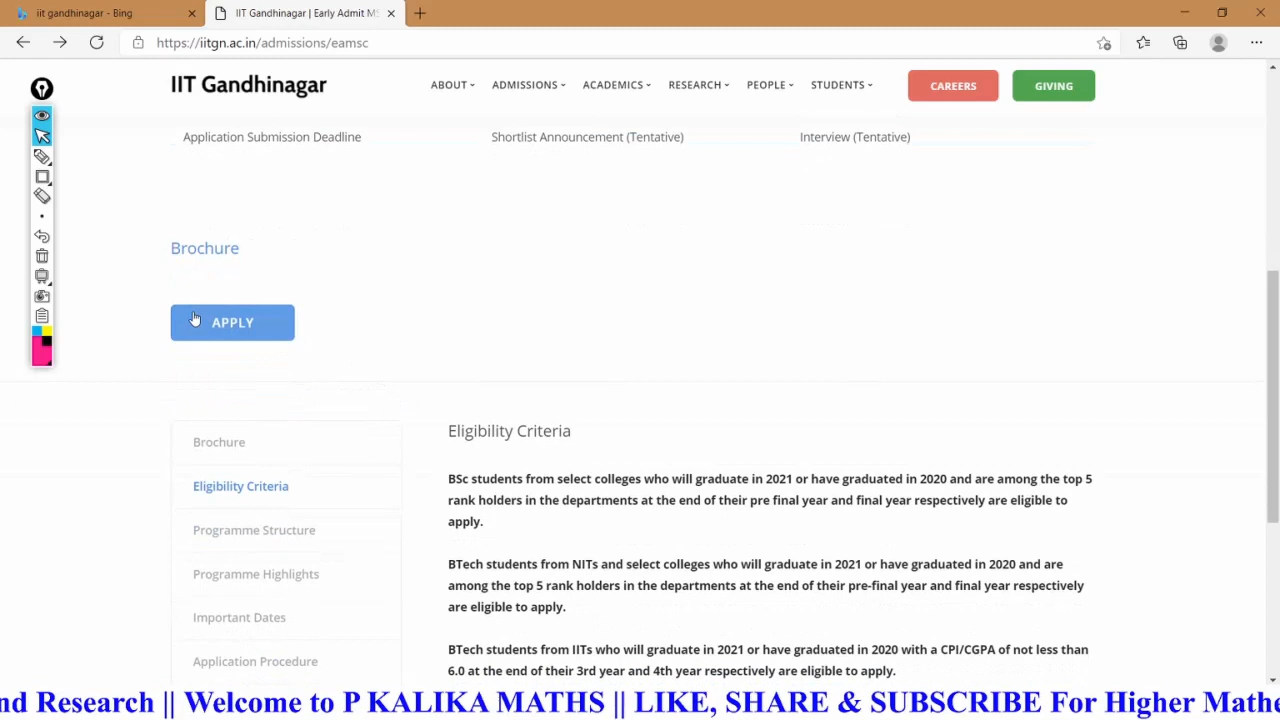 iit gandhinagar - Bing
IIT Gandhinagar | Early Admit MS
https://iitgn.ac.in/admissions/eamsc
IIT Gandhinagar
ABOUT ADMISSIONS ACADEMICS RESEARCH PEOPLE STUDENTS CAREERS GIVING
Application Submission Deadline Shortlist Announcement (Tentative) Interview (Tentative)
Brochure
APPLY
Brochure
Eligibility Criteria
Programme Structure
Programme Highlights
Important Dates
Application Procedure
Eligibility Criteria
BSc students from select colleges who will graduate in 2021 or have graduated in 2020 and are among the top 5
rank holders in the departments at the end of their pre final year and final year respectively are eligible to
apply.
BTech students from NITs and select colleges who will graduate in 2021 or have graduated in 2020 and are
among the top 5 rank holders in the departments at the end of their pre-final year and final year respectively
are eligible to apply.
BTech students from IITs who will graduate in 2021 or have graduated in 2020 with a CPI/CGPA of not less than
6.0 at the end of their 3rd year and 4th year respectively are eligible to apply.
nd Research || Welcome to P KALIKA MATHS || LIKE, SHARE & SUBSCRIBE For Higher Mathe